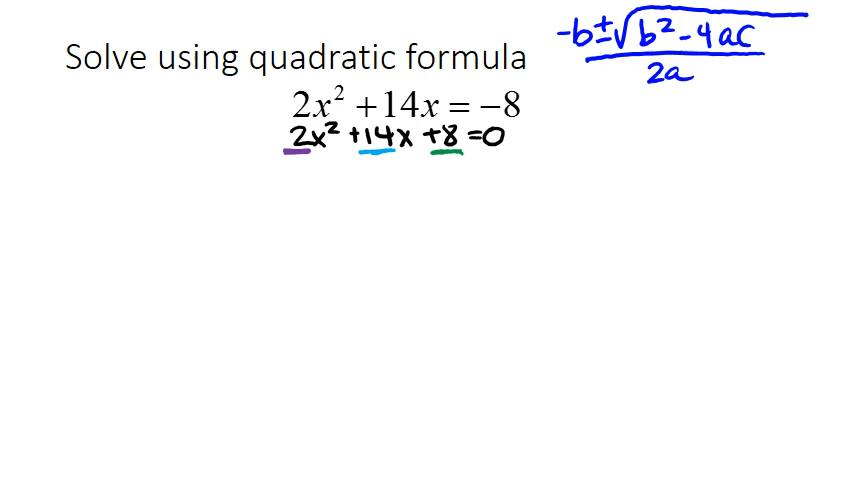 Solve using quadratic formula
-b±√b²-4ac
2a
2x² +14x = −8
2x² +14x +8 =0